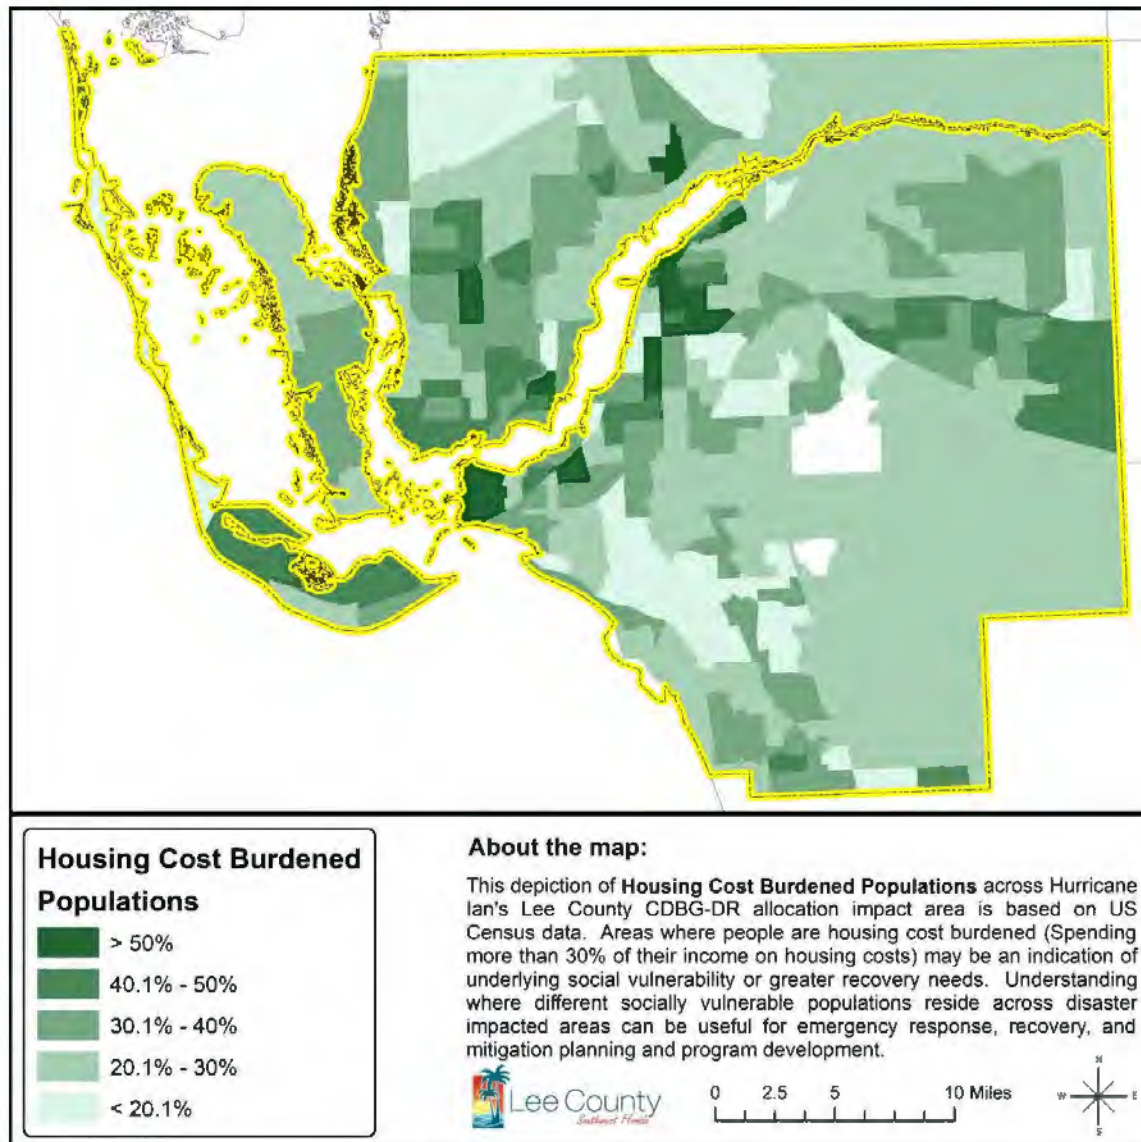 Housing Cost Burdened
Populations
> 50%
40.1% - 50%
30.1% - 40%
20.1% - 30%
< 20.1%
About the map:
This depiction of Housing Cost Burdened Populations across Hurricane
Ian's Lee County CDBG-DR allocation impact area is based on US
Census data. Areas where people are housing cost burdened (Spending
more than 30% of their income on housing costs) may be an indication of
underlying social vulnerability or greater recovery needs. Understanding
where different socially vulnerable populations reside across disaster
impacted areas can be useful for emergency response, recovery, and
mitigation planning and program development.
Lee County
Southwest Florida
0 2.5 5 10 Miles
N
W E
S